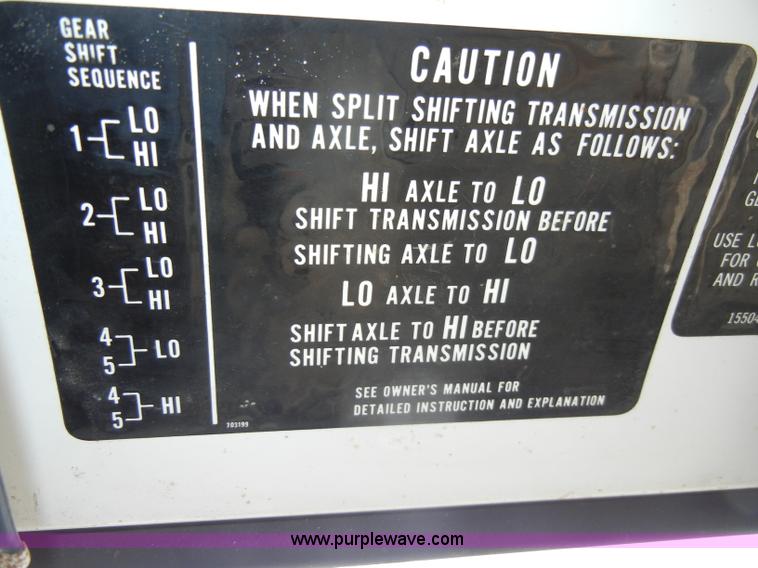 GEAR
SHIFT
SEQUENCE
1 LO
HI
2 LO
HI
3 LO
HI
4
5 LO
4
5 HI
CAUTION
WHEN SPLIT SHIFTING TRANSMISSION
AND AXLE, SHIFT AXLE AS FOLLOWS:
HI AXLE TO LO
SHIFT TRANSMISSION BEFORE
SHIFTING AXLE TO LO
LO AXLE TO HI
SHIFT AXLE TO HI BEFORE
SHIFTING TRANSMISSION
SEE OWNER'S MANUAL FOR
DETAILED INSTRUCTION AND EXPLANATION
703199
USE
FOR
AND
1550
www.purplewave.com